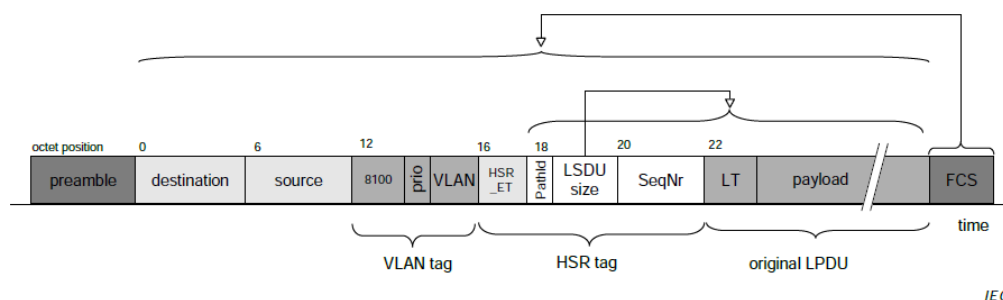 octet position 0 6 12 16 18 20 22
preamble destination source 8100 prio VLAN HSR _ET PathId LSDU size SeqNr LT payload FCS
time
VLAN tag HSR tag original LPDU